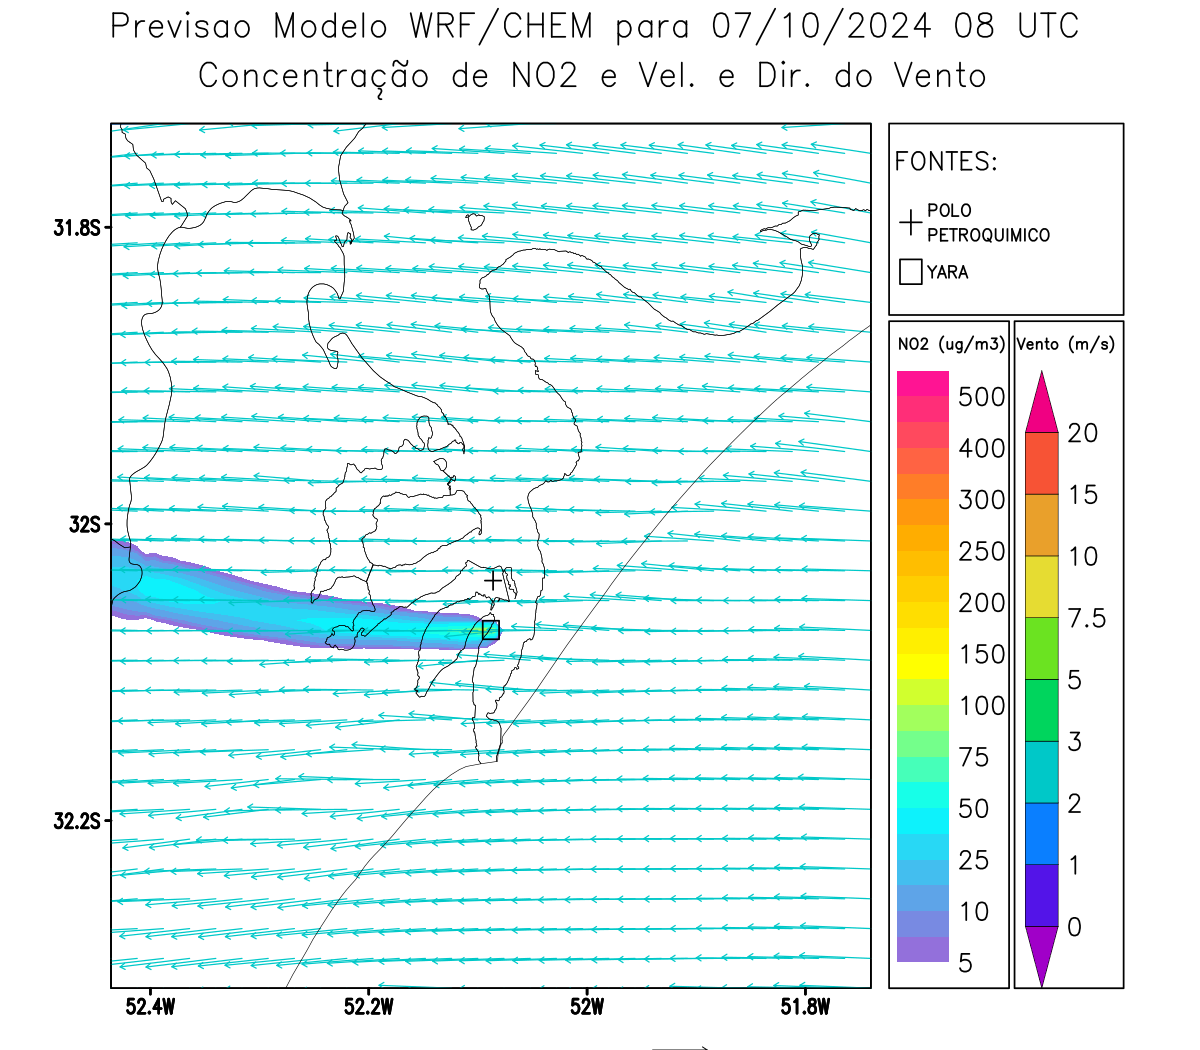 Previsao Modelo WRF/CHEM para 07/10/2024 08 UTC
Concentração de NO2 e Vel. e Dir. do Vento
FONTES:
POLO
PETROQUIMICO
YARA
NO2 (ug/m3)
500
400
300
250
200
150
100
75
50
25
10
5
Vento (m/s)
20
15
10
7.5
5
3
2
1
0
31.8S
32S
32.2S
52.4W
52.2W
52W
51.8W